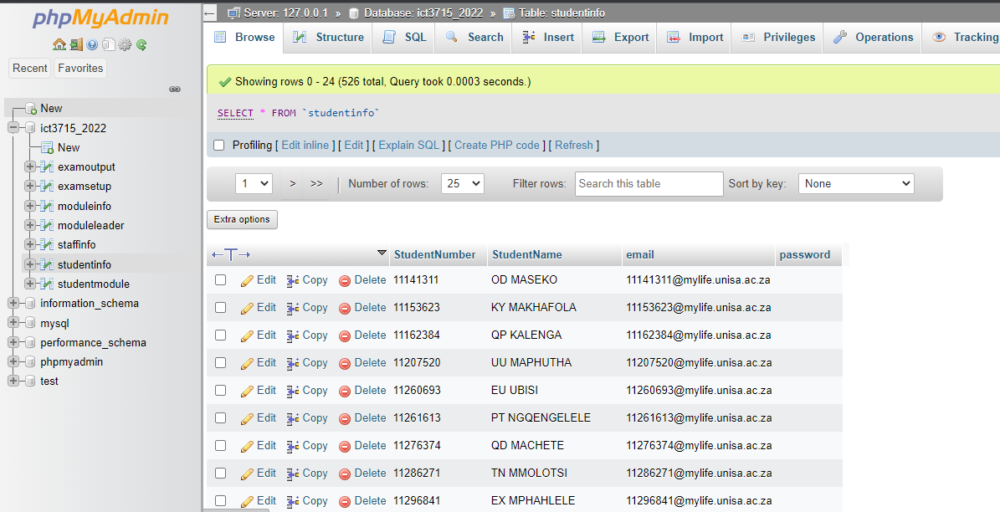 phpMyAdmin
Recent Favorites
New
ict3715_2022
New
examoutput
examsetup
moduleinfo
moduleleader
staffinfo
studentinfo
studentmodule
information_schema
mysql
performance_schema
phpmyadmin
test
Server: 127.0.0.1 » Database: ict3715_2022 » Table: studentinfo
Browse Structure SQL Search Insert Export Import Privileges Operations Tracking
Showing rows 0 - 24 (526 total, Query took 0.0003 seconds.)
SELECT * FROM `studentinfo`
Profiling [ Edit inline ] [ Edit ] [ Explain SQL ] [ Create PHP code ] [ Refresh ]
1 > >> | Number of rows: 25 Filter rows: Search this table Sort by key: None
Extra options
←T→ StudentNumber StudentName email password
Edit Copy Delete 11141311 OD MASEKO 11141311@mylife.unisa.ac.za
Edit Copy Delete 11153623 KY MAKHAFOLA 11153623@mylife.unisa.ac.za
Edit Copy Delete 11162384 QP KALENGA 11162384@mylife.unisa.ac.za
Edit Copy Delete 11207520 UU MAPHUTHA 11207520@mylife.unisa.ac.za
Edit Copy Delete 11260693 EU UBISI 11260693@mylife.unisa.ac.za
Edit Copy Delete 11261613 PT NGQENGELELE 11261613@mylife.unisa.ac.za
Edit Copy Delete 11276374 QD MACHETE 11276374@mylife.unisa.ac.za
Edit Copy Delete 11286271 TN MMOLOTSI 11286271@mylife.unisa.ac.za
Edit Copy Delete 11296841 EX MPHAHLELE 11296841@mylife.unisa.ac.za